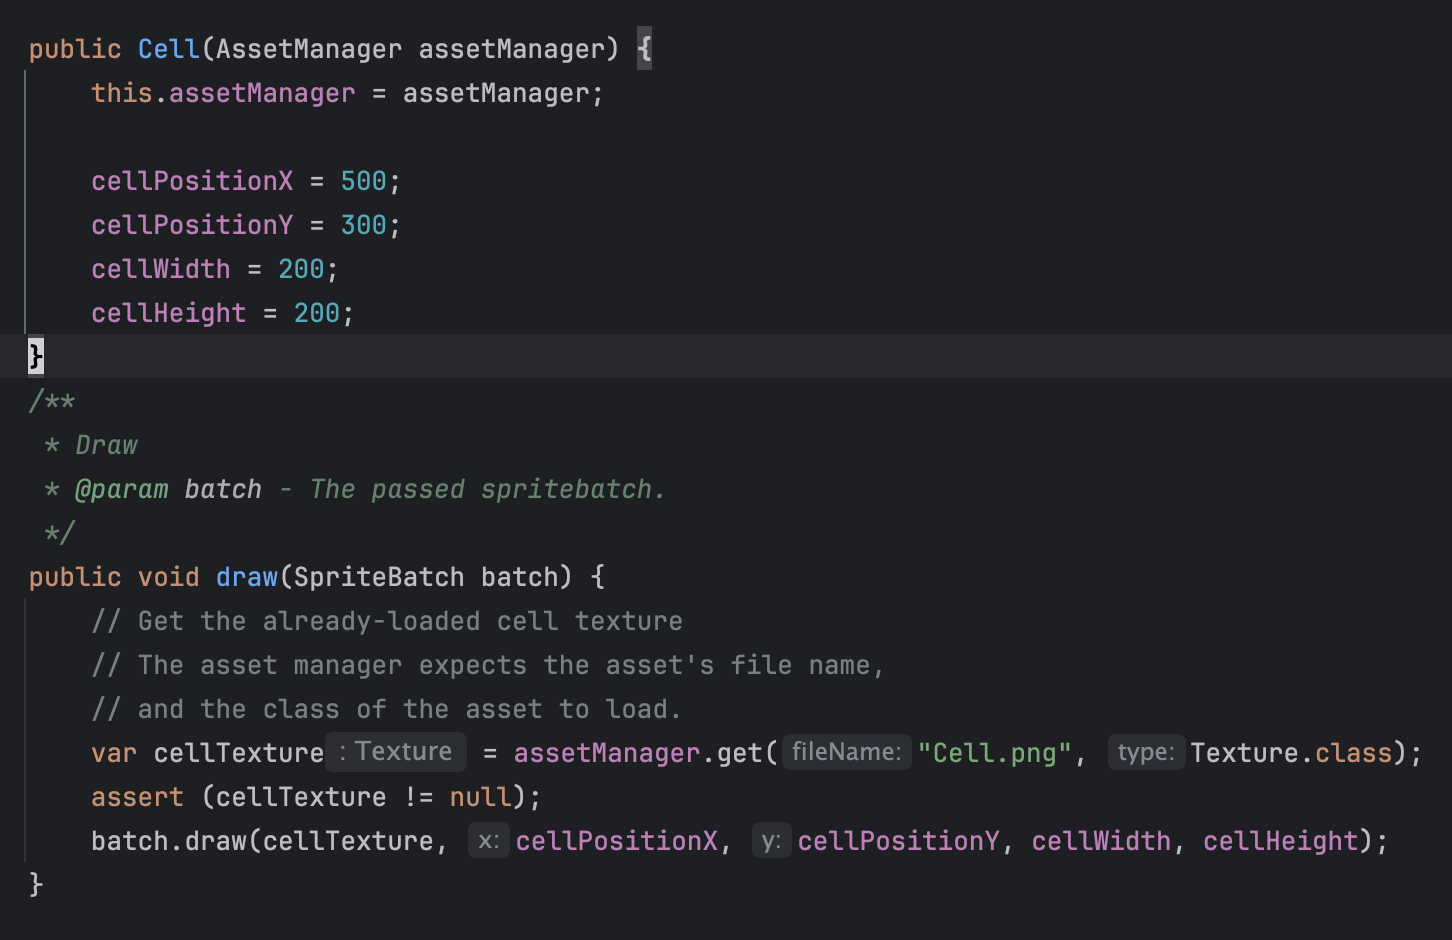 public Cell(AssetManager assetManager) {
    this.assetManager = assetManager;

    cellPositionX = 500;
    cellPositionY = 300;
    cellWidth = 200;
    cellHeight = 200;
}
/**
 * Draw
 * @param batch - The passed spritebatch.
 */
public void draw(SpriteBatch batch) {
    // Get the already-loaded cell texture
    // The asset manager expects the asset's file name,
    // and the class of the asset to load.
    var cellTexture : Texture = assetManager.get( fileName: "Cell.png", type: Texture.class);
    assert (cellTexture != null);
    batch.draw(cellTexture, x: cellPositionX, y: cellPositionY, cellWidth, cellHeight);
}